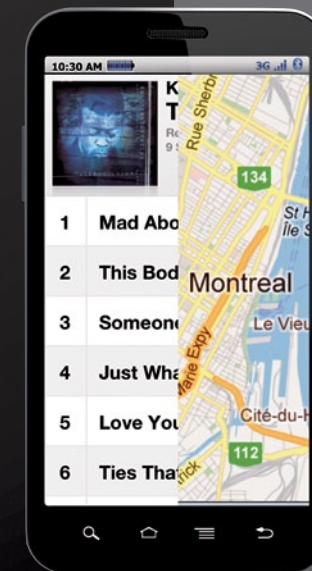 10:30 AM
3G
K
T
Re
9 S
1 Mad Abo
2 This Bod
3 Someone
4 Just Wha
5 Love You
6 Ties Tha
Rue Sherbr
134
St H
Île S
Montreal
Le Vieu
Marie Expy
Cité-du-H
112
rick